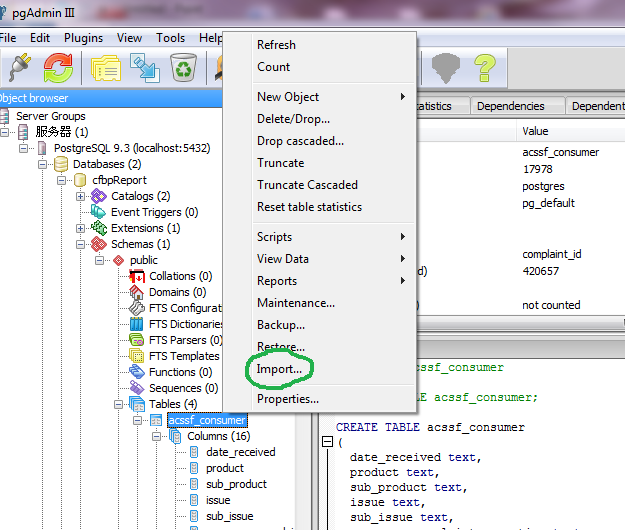 pgAdmin III
File Edit View Tools Help
Plugins
Object browser
Server Groups
服务器 (1)
PostgreSQL 9.3 (localhost:5432)
Databases (2)
cfbpReport
Catalogs (2)
Event Triggers (0)
Extensions (1)
Schemas (1)
public
Collations (0)
Domains (0)
FTS Configurat
FTS Dictionaries
FTS Parsers (0)
FTS Templates
Functions (0)
Sequences (0)
Tables (4)
acssf_consumer
Columns (16)
date_received
product
sub_product
issue
sub_issue
Refresh
Count
New Object
Delete/Drop...
Drop cascaded...
Truncate
Truncate Cascaded
Reset table statistics
Scripts
View Data
Reports
Maintenance...
Backup...
Restore...
Import...
Properties...
tistics Dependencies Dependent
Value
acssf_consumer
17978
postgres
pg_default
complaint_id
d) 420657
) not counted
acssf_consumer
LE acssf_consumer;
CREATE TABLE acssf_consumer
(
date_received text,
product text,
sub_product text,
issue text,
sub_issue text,